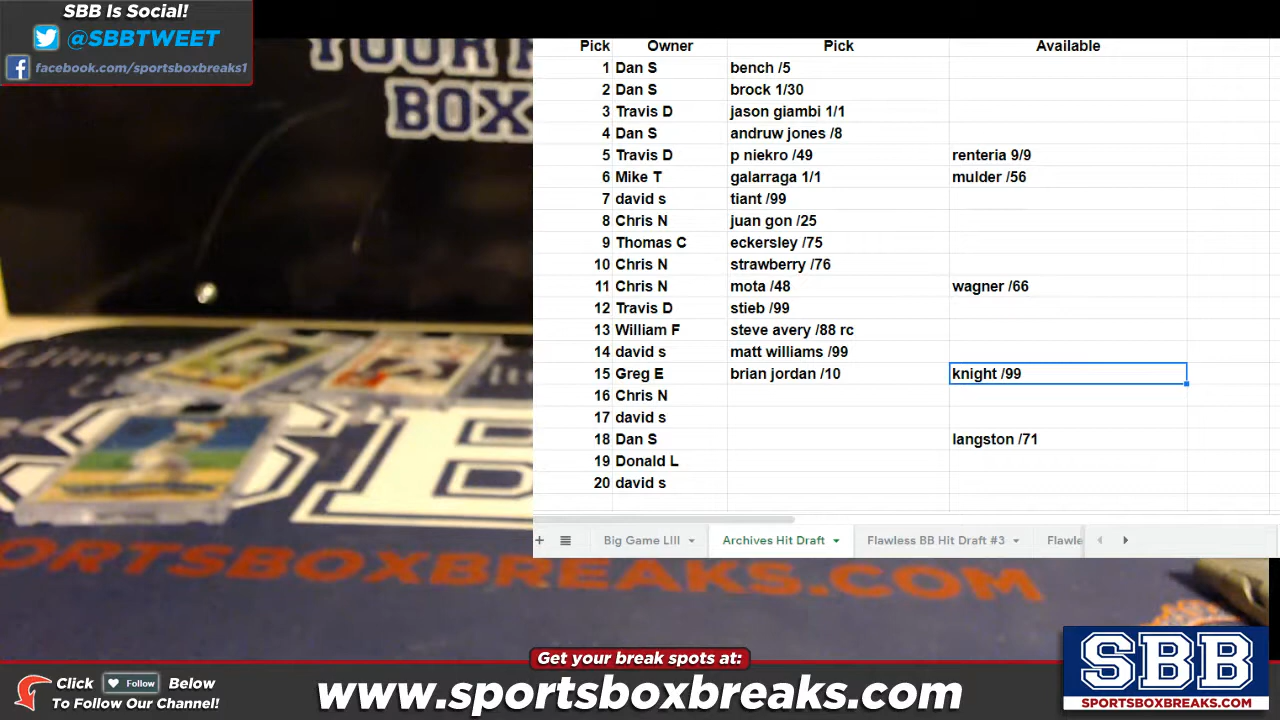 SBB Is Social!
@SBBTWEET
facebook.com/sportsboxbreaks1
YOUR
BOX
Pick Owner Pick Available
1 Dan S bench /5
2 Dan S brock 1/30
3 Travis D jason giambi 1/1
4 Dan S andruw jones /8
5 Travis D p niekro /49 renteria 9/9
6 Mike T galarraga 1/1 mulder /56
7 david s tiant /99
8 Chris N juan gon /25
9 Thomas C eckersley /75
10 Chris N strawberry /76
11 Chris N mota /48 wagner /66
12 Travis D stieb /99
13 William F steve avery /88 rc
14 david s matt williams /99
15 Greg E brian jordan /10 knight /99
16 Chris N
17 david s
18 Dan S langston /71
19 Donald L
20 david s
Big Game LIII Archives Hit Draft Flawless BB Hit Draft #3 Flawle
SPORTSBOXBREAKS.COM
Get your break spots at:
www.sportsboxbreaks.com
Click Follow Below
To Follow Our Channel!
SBB
SPORTSBOXBREAKS.COM